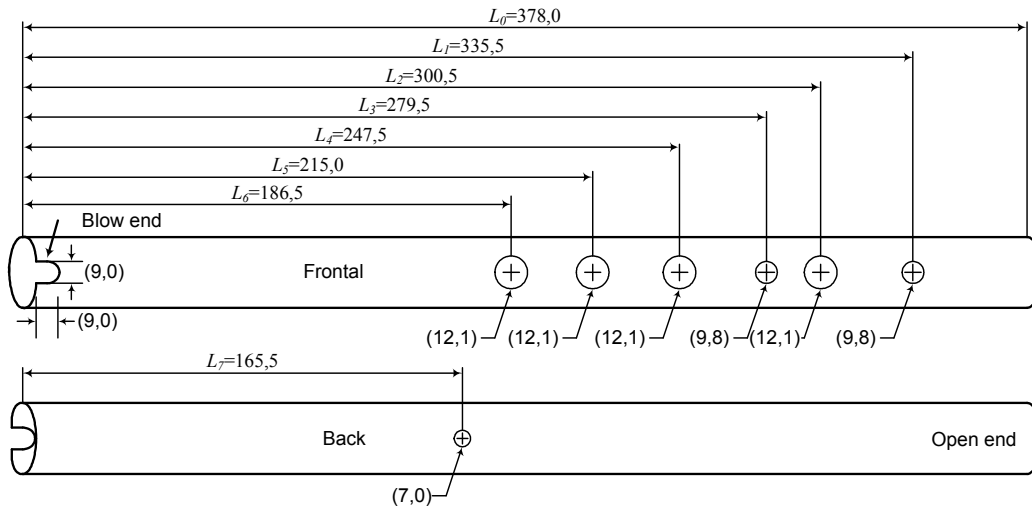 L0=378,0
L1=335,5
L2=300,5
L3=279,5
L4=247,5
L5=215,0
L6=186,5
Blow end
(9,0)
Frontal
(9,0)
(12,1) (12,1) (12,1) (9,8) (12,1) (9,8)
L7=165,5
Back
Open end
(7,0)